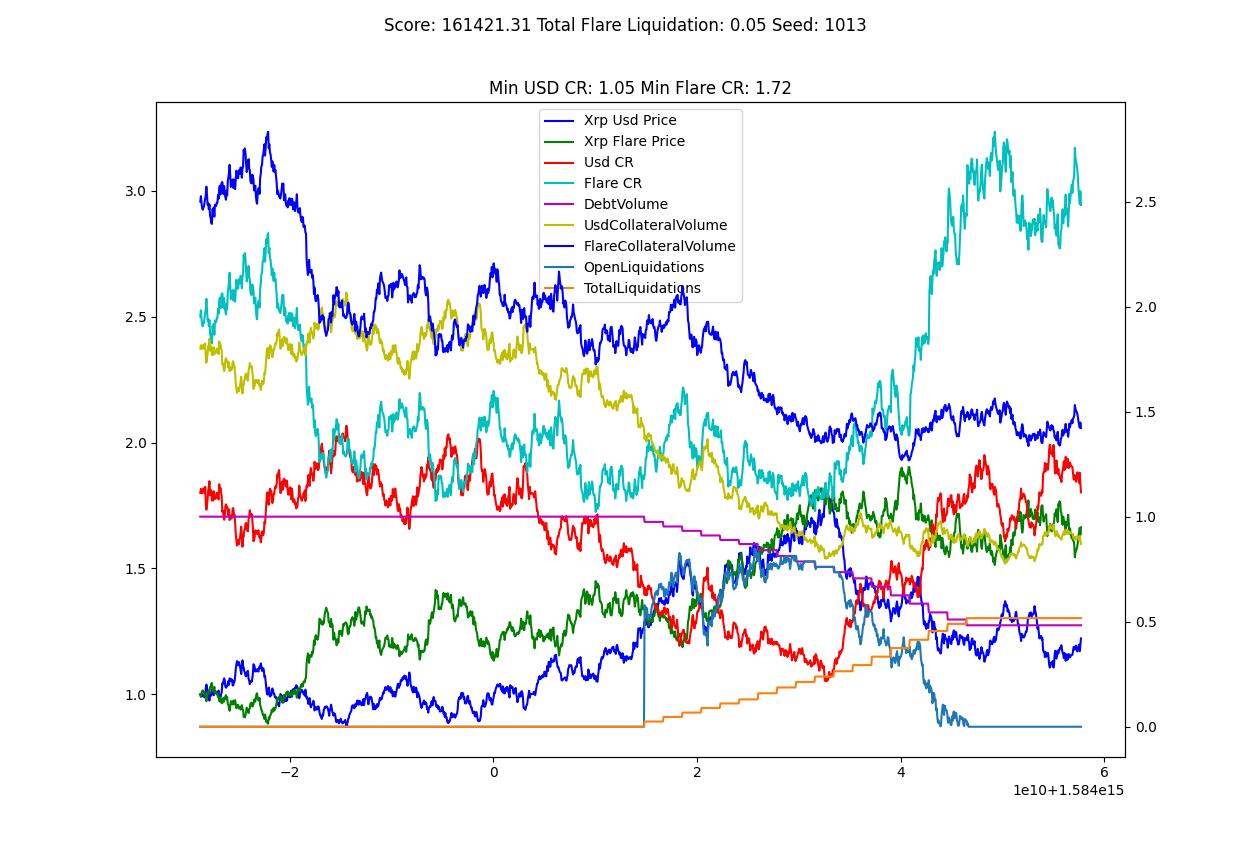 Score: 161421.31 Total Flare Liquidation: 0.05 Seed: 1013
Min USD CR: 1.05 Min Flare CR: 1.72
Xrp Usd Price
Xrp Flare Price
Usd CR
Flare CR
DebtVolume
UsdCollateralVolume
FlareCollateralVolume
OpenLiquidations
TotalLiquidations
3.0
2.5
2.0
1.5
1.0
2.5
2.0
1.5
1.0
0.5
0.0
−2 0 2 4 6
1e10+1.584e15